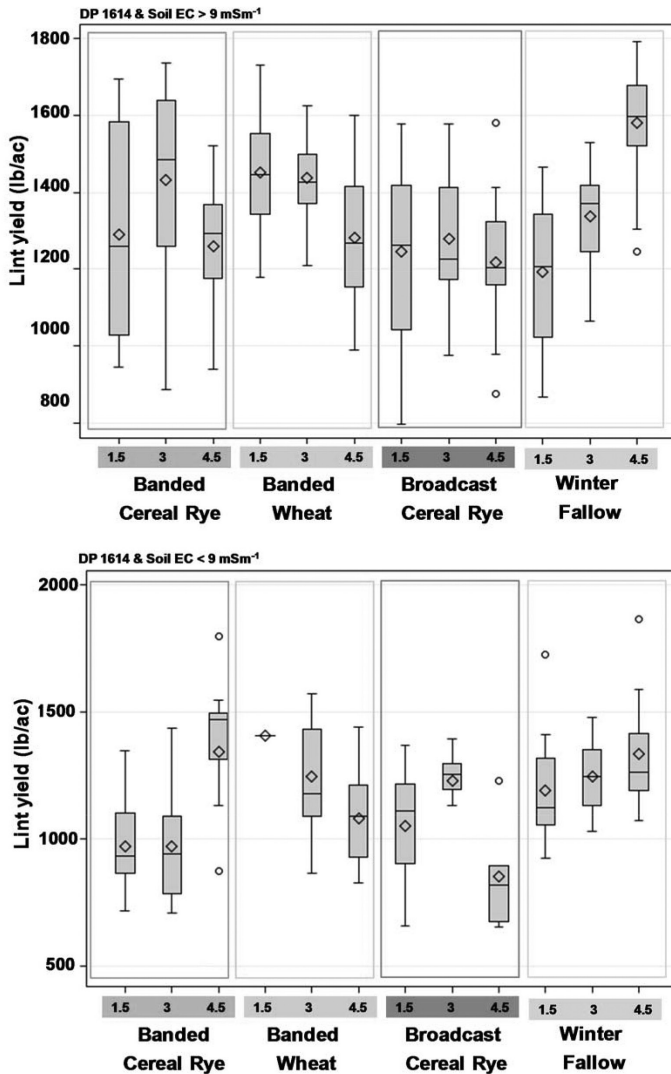 DP 1614 & Soil EC > 9 mSm⁻¹
Lint yield (lb/ac)
1800
1600
1400
1200
1000
800
1.5 3 4.5 1.5 3 4.5 1.5 3 4.5 1.5 3 4.5
Banded Banded Broadcast Winter
Cereal Rye Wheat Cereal Rye Fallow
DP 1614 & Soil EC < 9 mSm⁻¹
Lint yield (lb/ac)
2000
1500
1000
500
1.5 3 4.5 1.5 3 4.5 1.5 3 4.5 1.5 3 4.5
Banded Banded Broadcast Winter
Cereal Rye Wheat Cereal Rye Fallow